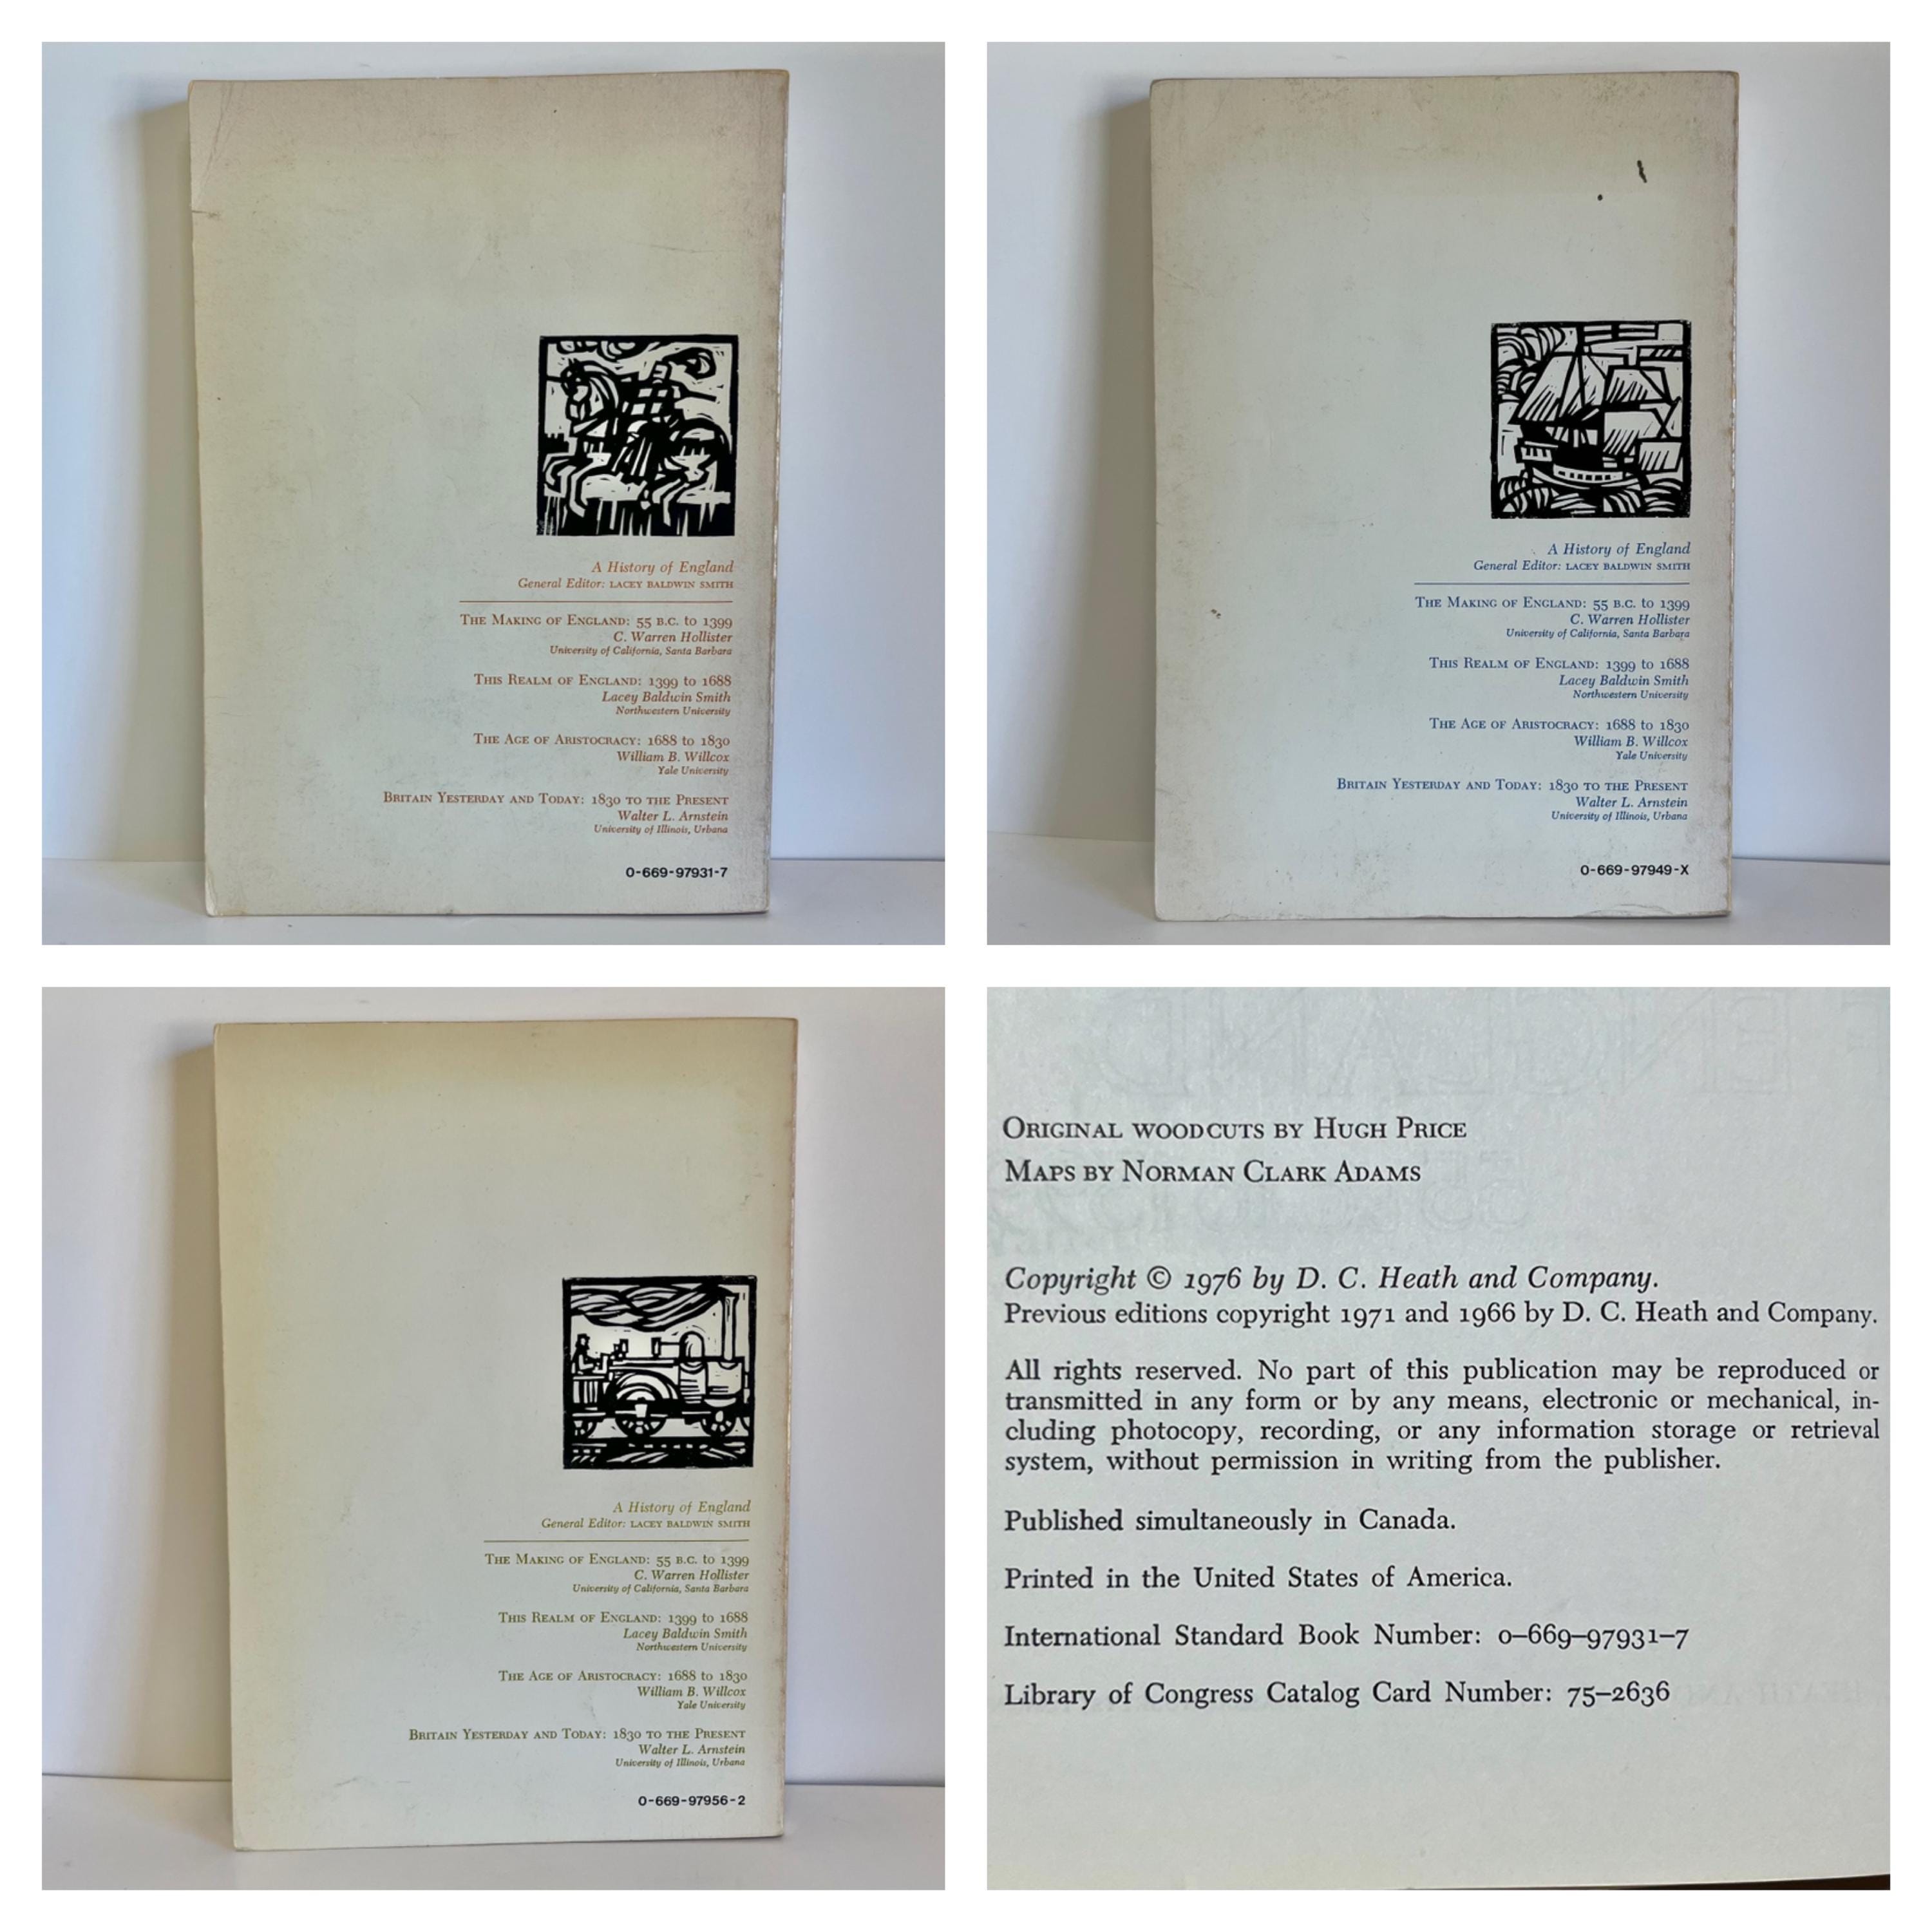 A History of England
General Editor: LACEY BALDWIN SMITH
THE MAKING OF ENGLAND: 55 B.C. to 1399
C. Warren Hollister
University of California, Santa Barbara
THIS REALM OF ENGLAND: 1399 to 1688
Lacey Baldwin Smith
Northwestern University
THE AGE OF ARISTOCRACY: 1688 to 1830
William B. Willcox
Yale University
BRITAIN YESTERDAY AND TODAY: 1830 TO THE PRESENT
Walter L. Arnstein
University of Illinois, Urbana
0-669-97931-7
A History of England
General Editor: LACEY BALDWIN SMITH
THE MAKING OF ENGLAND: 55 B.C. to 1399
C. Warren Hollister
University of California, Santa Barbara
THIS REALM OF ENGLAND: 1399 to 1688
Lacey Baldwin Smith
Northwestern University
THE AGE OF ARISTOCRACY: 1688 to 1830
William B. Willcox
Yale University
BRITAIN YESTERDAY AND TODAY: 1830 TO THE PRESENT
Walter L. Arnstein
University of Illinois, Urbana
0-669-97949-X
A History of England
General Editor: LACEY BALDWIN SMITH
THE MAKING OF ENGLAND: 55 B.C. to 1399
C. Warren Hollister
University of California, Santa Barbara
THIS REALM OF ENGLAND: 1399 to 1688
Lacey Baldwin Smith
Northwestern University
THE AGE OF ARISTOCRACY: 1688 to 1830
William B. Willcox
Yale University
BRITAIN YESTERDAY AND TODAY: 1830 TO THE PRESENT
Walter L. Arnstein
University of Illinois, Urbana
0-669-97956-2
ORIGINAL WOODCUTS BY HUGH PRICE
MAPS BY NORMAN CLARK ADAMS
Copyright © 1976 by D. C. Heath and Company.
Previous editions copyright 1971 and 1966 by D. C. Heath and Company.
All rights reserved. No part of this publication may be reproduced or
transmitted in any form or by any means, electronic or mechanical, in-
cluding photocopy, recording, or any information storage or retrieval
system, without permission in writing from the publisher.
Published simultaneously in Canada.
Printed in the United States of America.
International Standard Book Number: 0–669–97931–7
Library of Congress Catalog Card Number: 75–2636